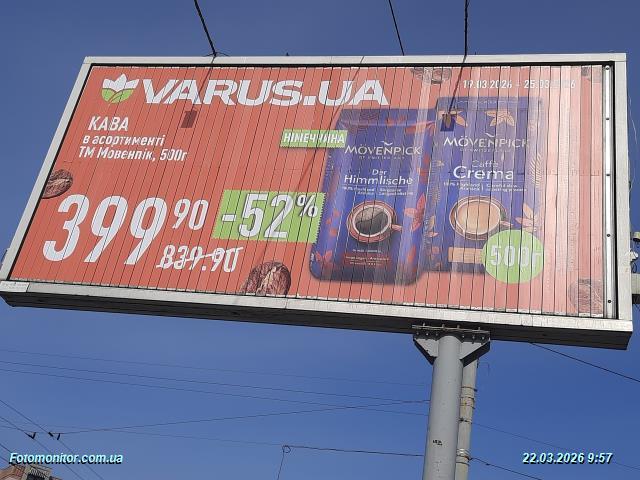 VARUS.UA
19.03.2026 - 25.03.2026
КАВА
в асортименті
ТМ Мовенпік, 500г
НІМЕЧЧИНА
399 90
-52%
839.90
MÖVENPICK
Der
Himmlische
MÖVENPICK
Caffè
Crema
500г
Fotomonitor.com.ua
22.03.2026 9:57